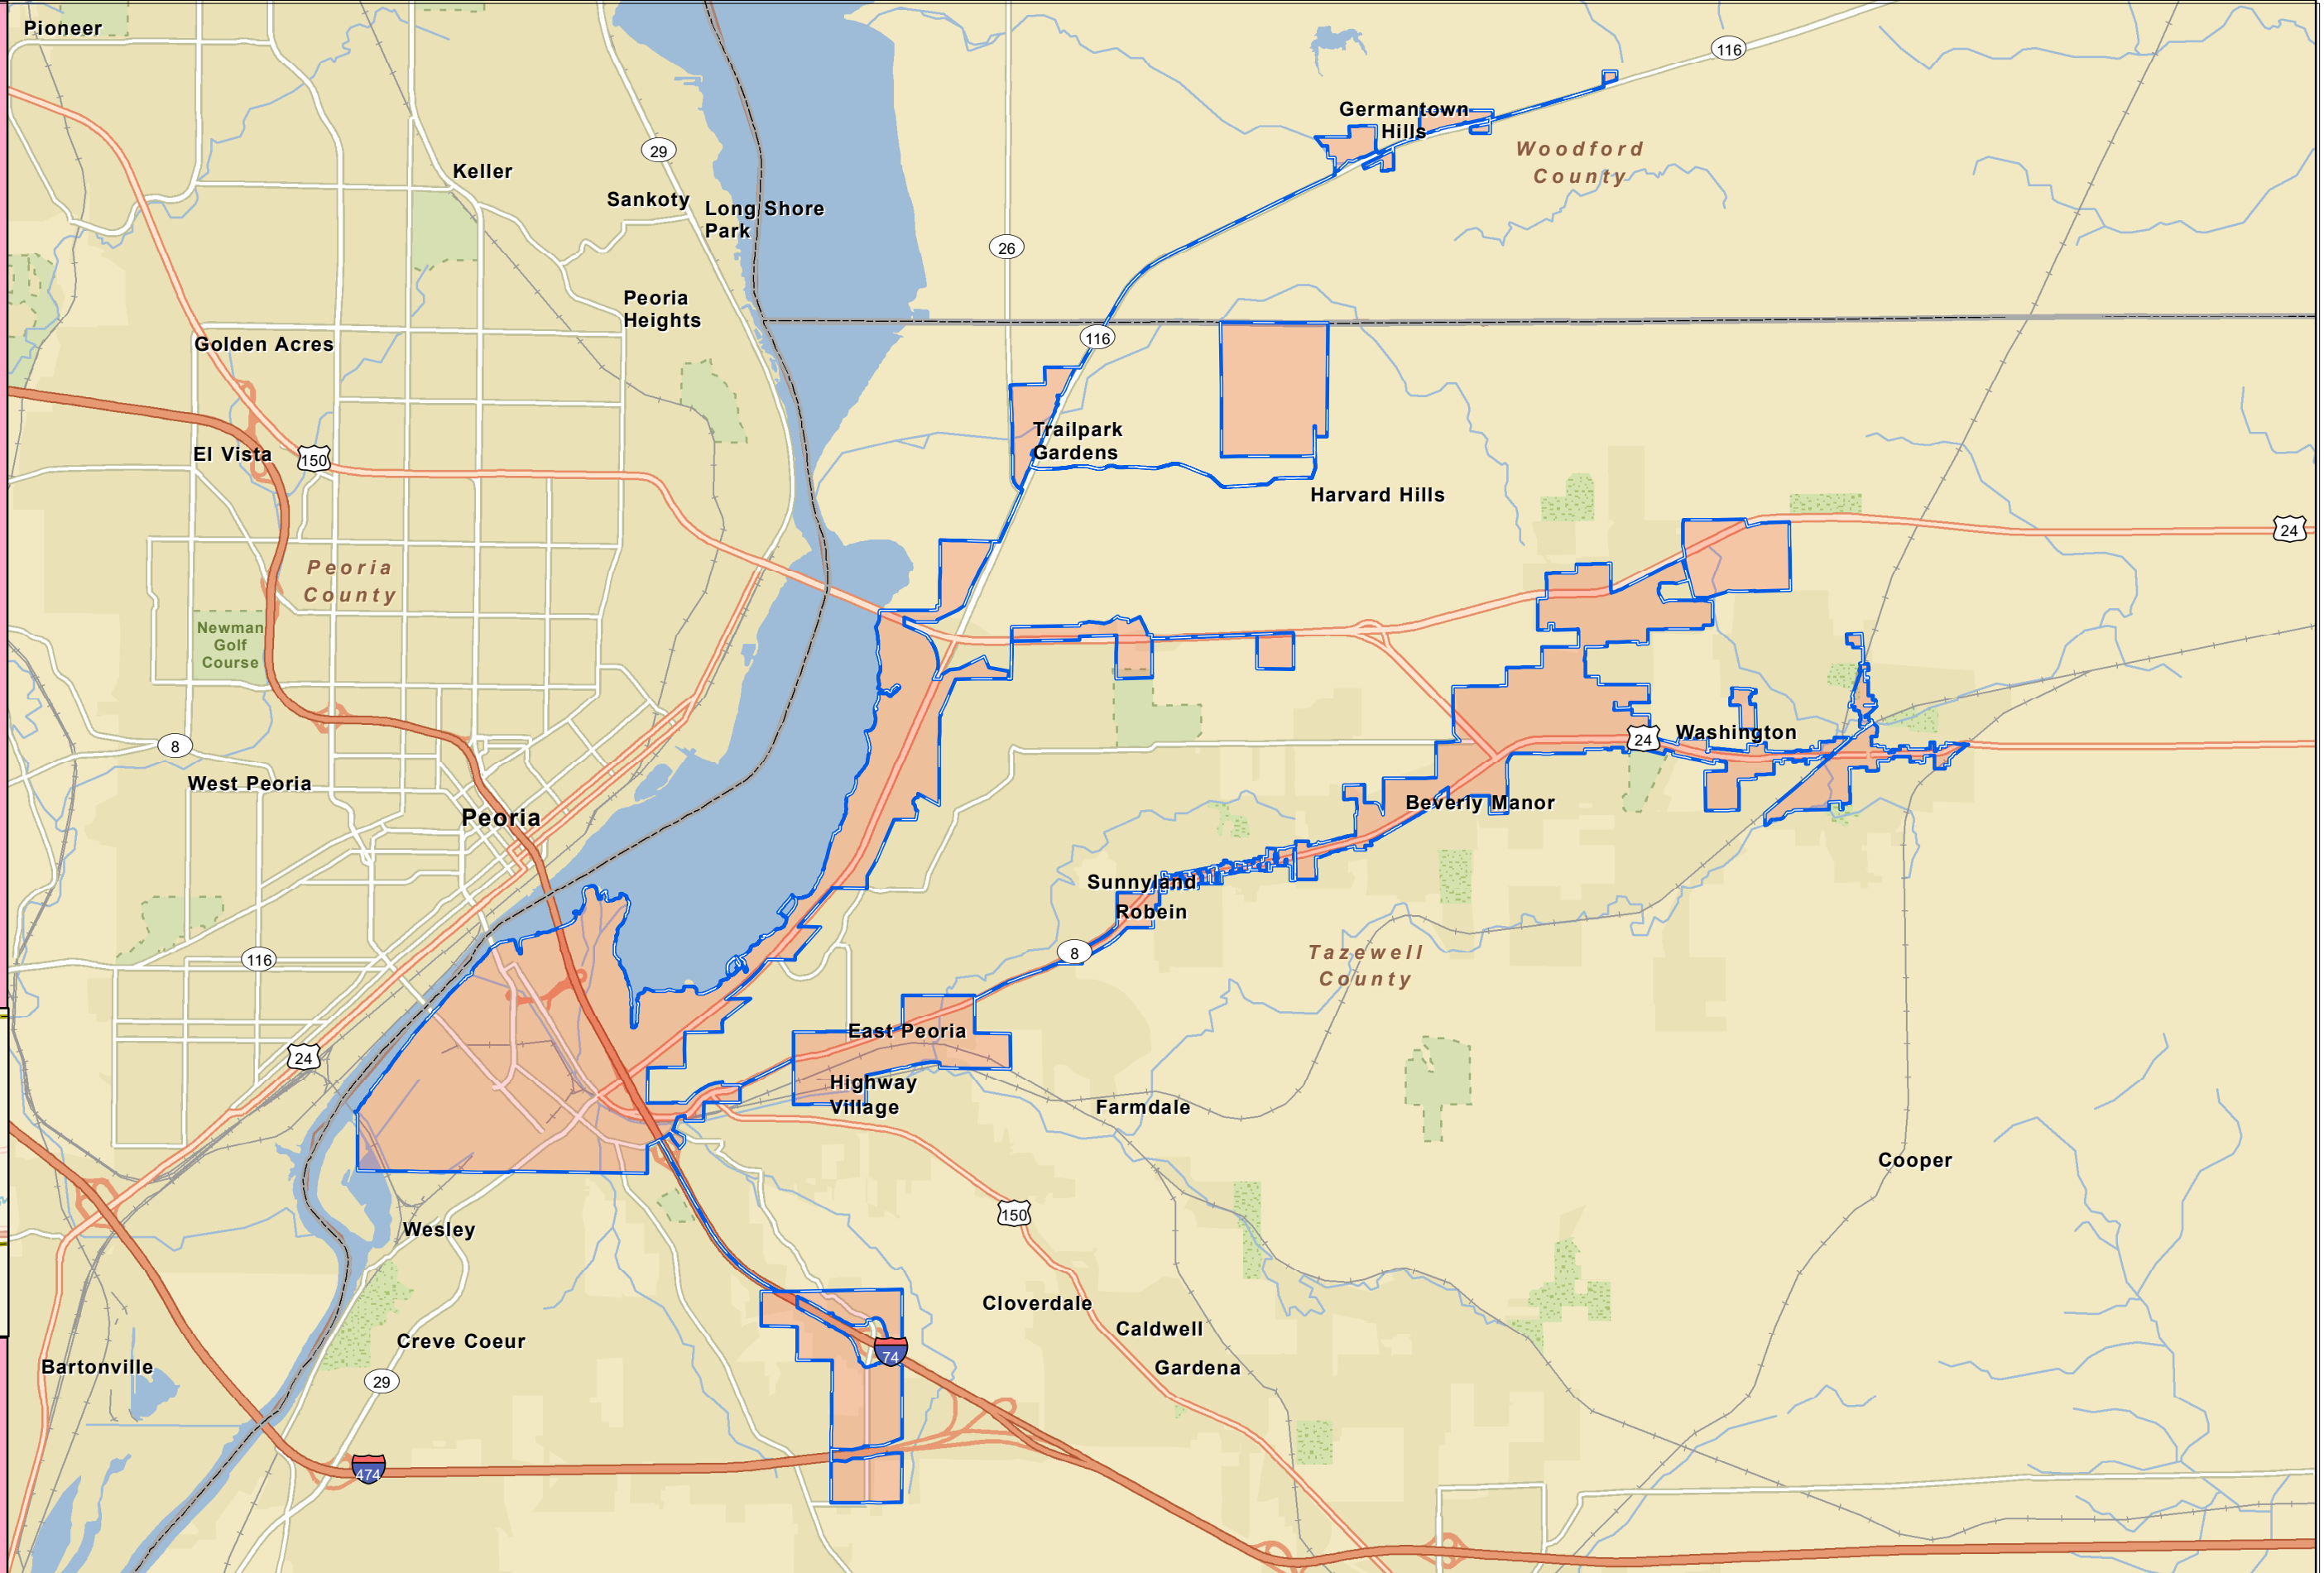 Pioneer
116
Germantown
Hills
29
Woodford
County
Keller
Sankoty
Long Shore
Park
26
Peoria
Heights
116
Golden Acres
Trailpark
Gardens
El Vista
150
Harvard Hills
24
Peoria
County
Newman
Golf
Course
8
24
Washington
West Peoria
Beverly Manor
Peoria
Sunnyland
Robein
116
8
Tazewell
County
East Peoria
24
Highway
Village
Farmdale
Cooper
150
Wesley
Cloverdale
Caldwell
Creve Coeur
74
Bartonville
Gardena
29
474